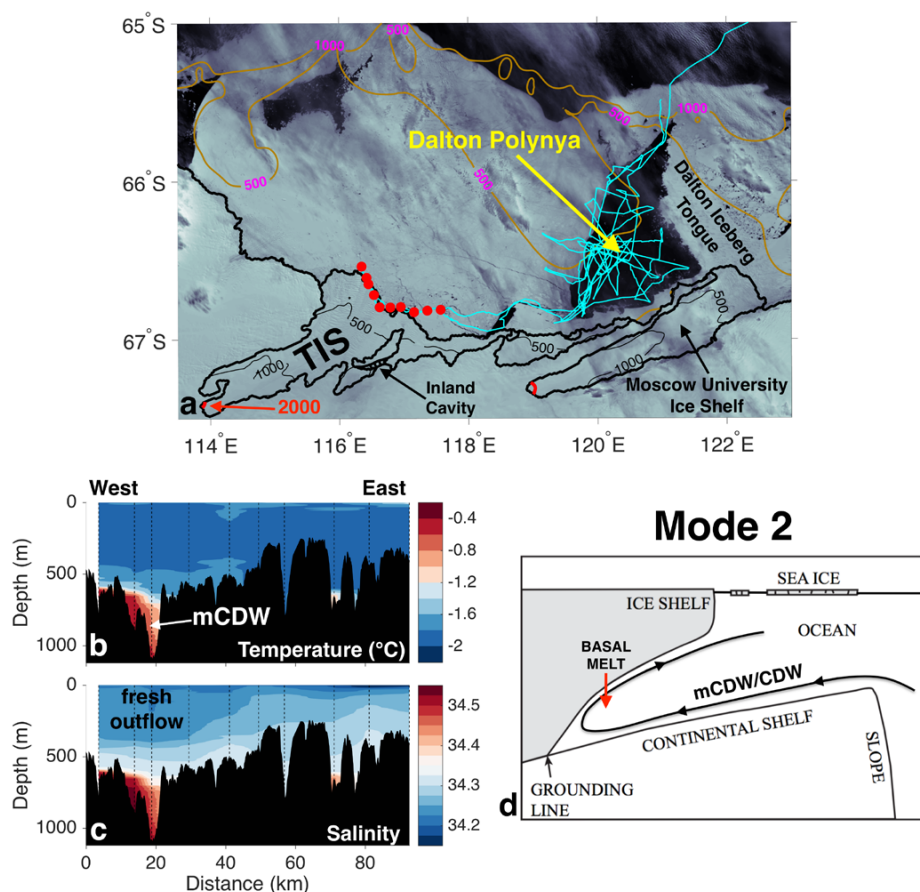 65°S
66°S
67°S
500
1000
500
1000
500
500
Dalton Polynya
Dalton Iceberg
Tongue
TIS
500
1000
500
500
1000
Inland
Cavity
Moscow University
Ice Shelf
a
2000
114°E
116°E
118°E
120°E
122°E
West
East
0
500
1000
Depth (m)
mCDW
b
Temperature (°C)
-0.4
-0.8
-1.2
-1.6
-2
fresh
outflow
0
500
1000
Depth (m)
c
Salinity
34.5
34.4
34.3
34.2
0
20
40
60
80
Distance (km)
Mode 2
SEA ICE
ICE SHELF
OCEAN
BASAL
MELT
mCDW/CDW
CONTINENTAL SHELF
SLOPE
GROUNDING
LINE
d